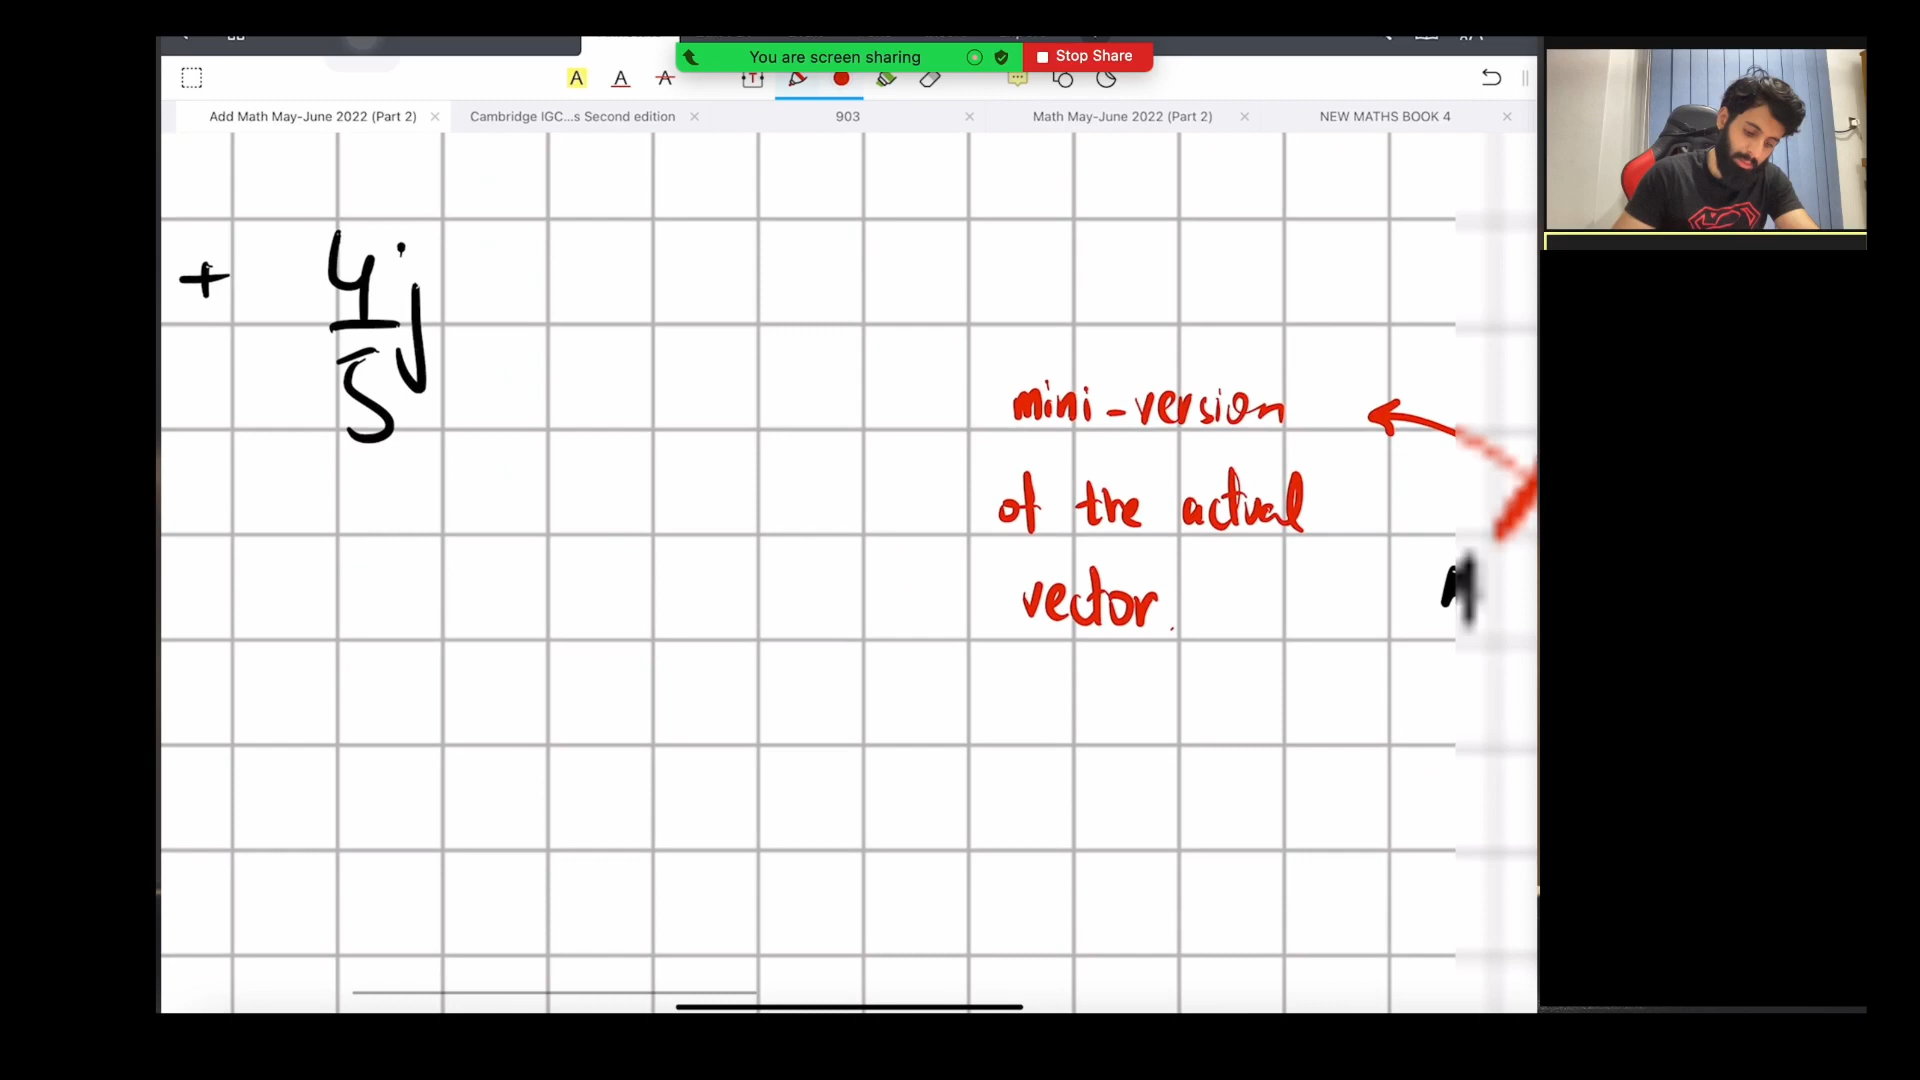 You are screen sharing
Stop Share
A A A T
Add Math May-June 2022 (Part 2)
Cambridge IGC...s Second edition
903
Math May-June 2022 (Part 2)
NEW MATHS BOOK 4
+ 4/5 j
mini-version
of the actual
vector.